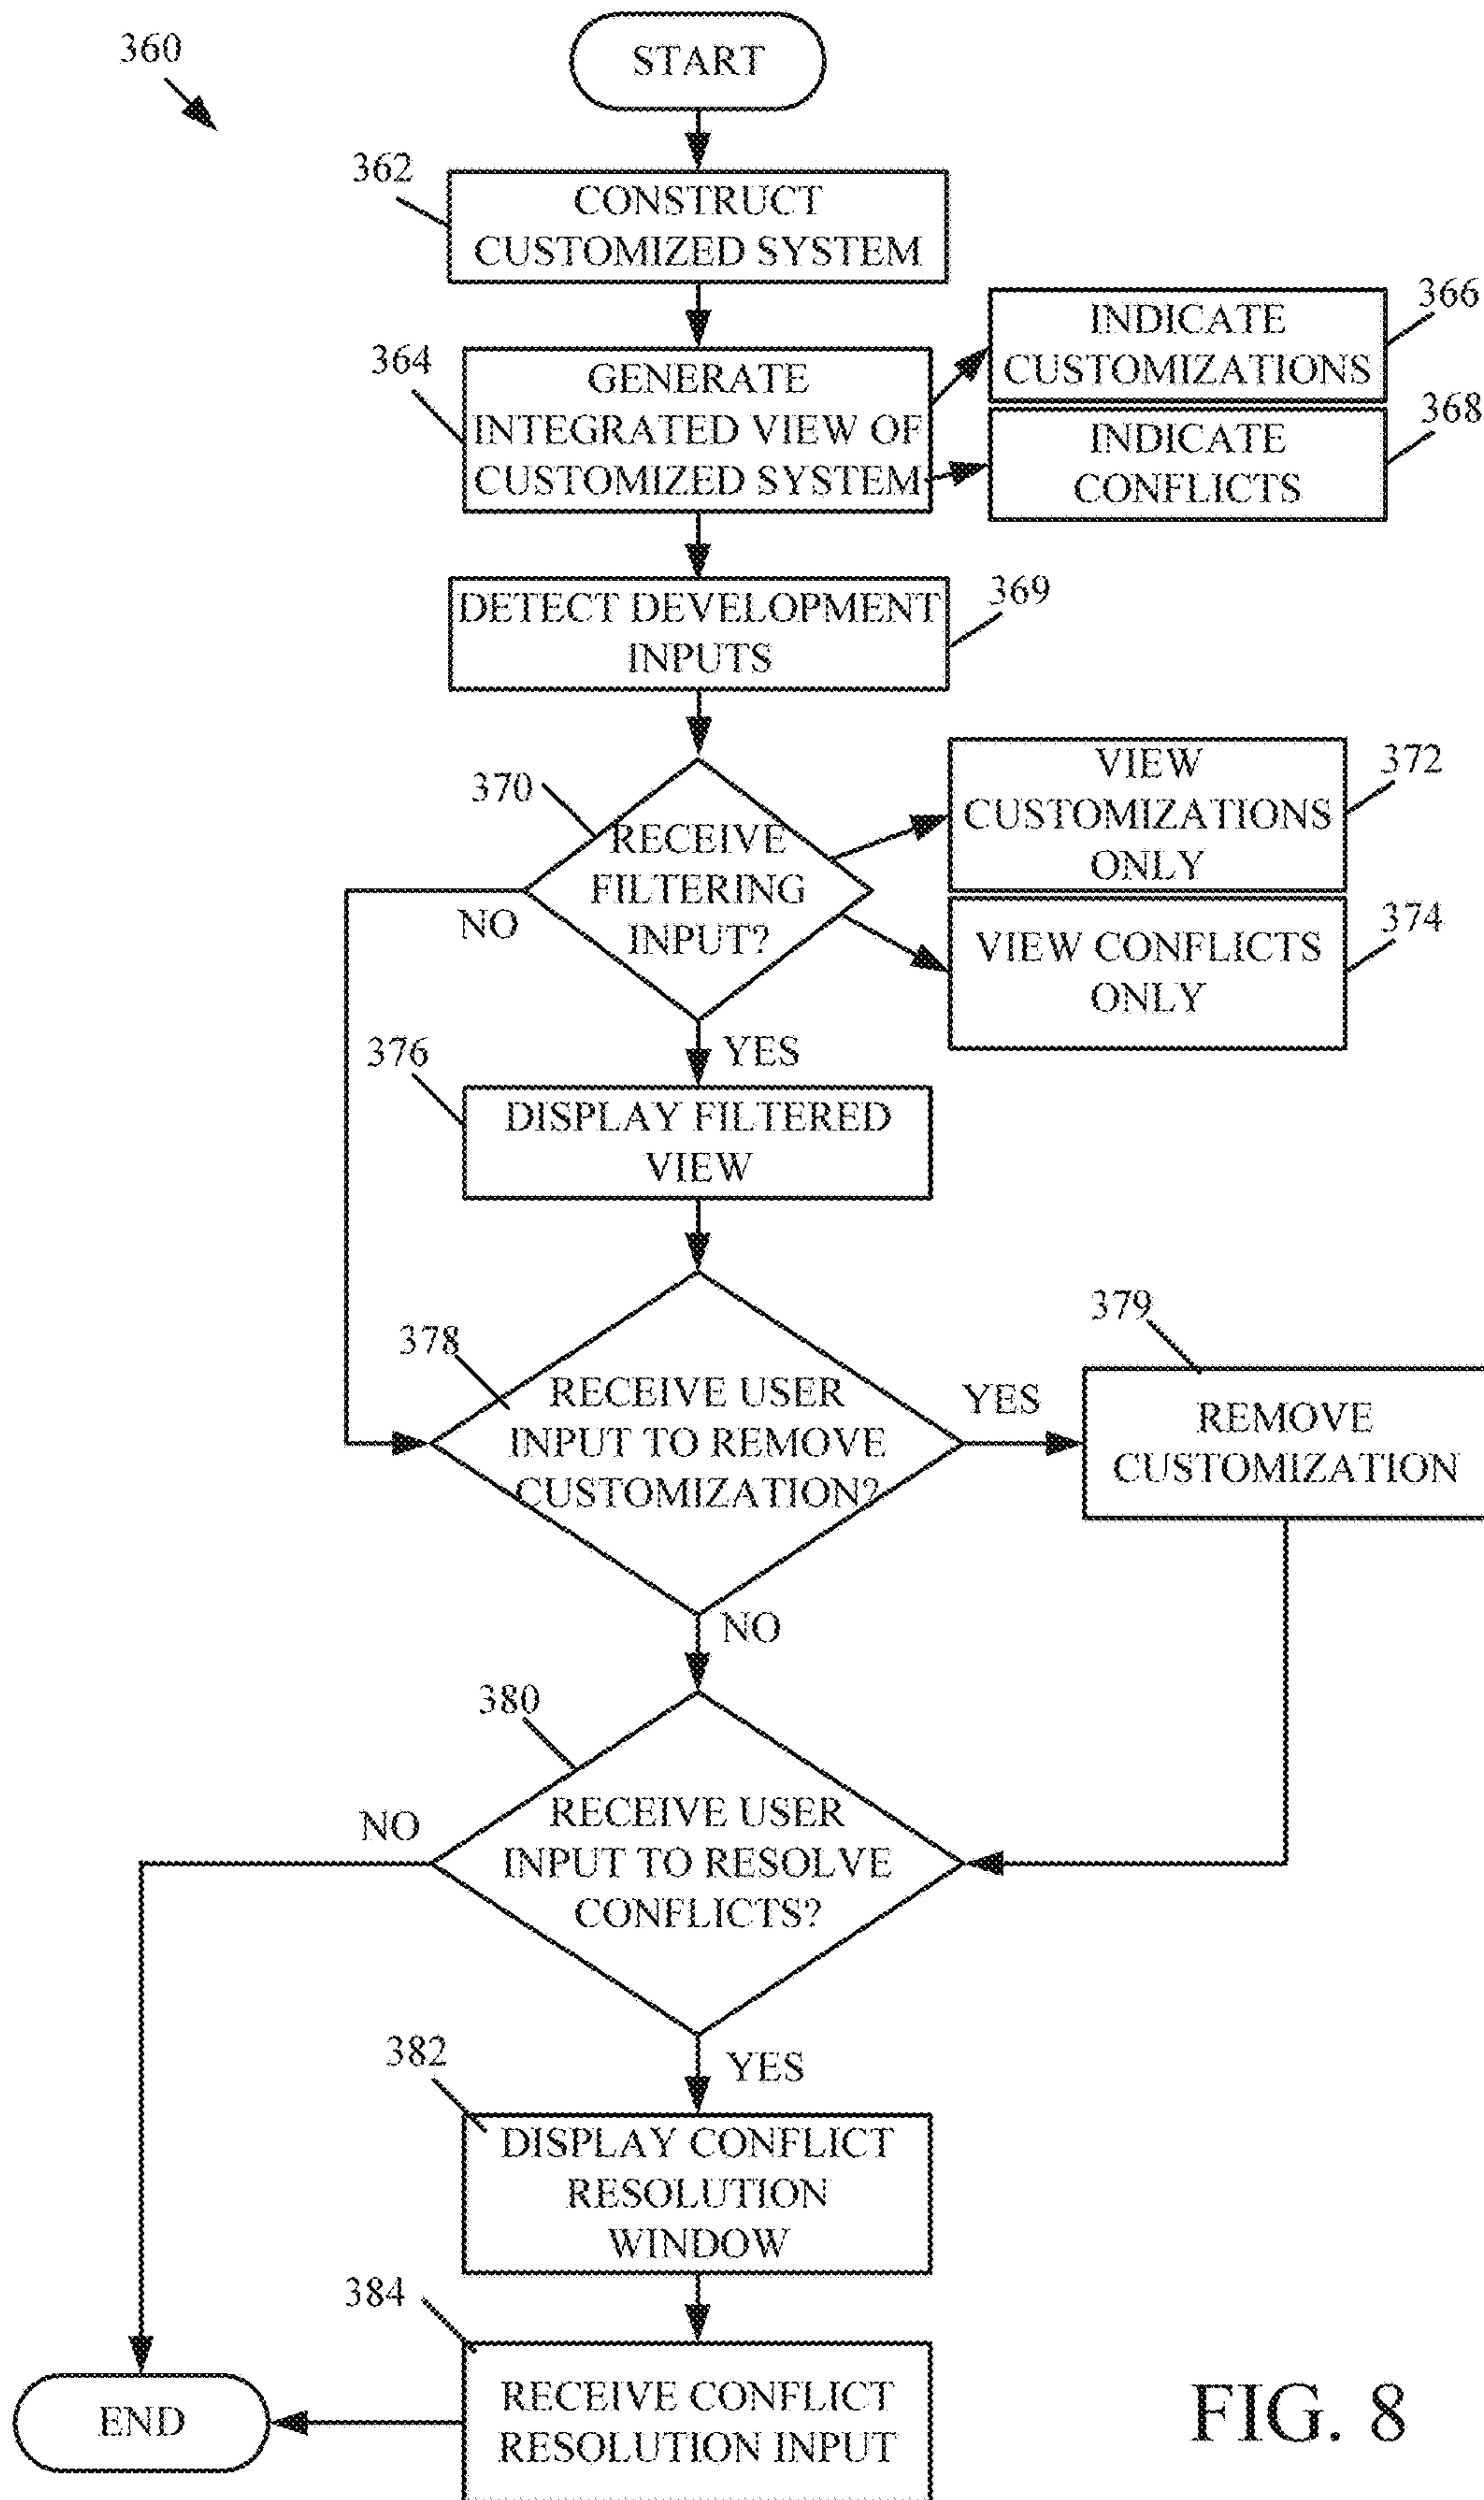 360
START
362
CONSTRUCT
CUSTOMIZED SYSTEM
364
GENERATE
INTEGRATED VIEW OF
CUSTOMIZED SYSTEM
366
INDICATE
CUSTOMIZATIONS
368
INDICATE
CONFLICTS
369
DETECT DEVELOPMENT
INPUTS
370
RECEIVE
FILTERING
INPUT?
NO
YES
372
VIEW
CUSTOMIZATIONS
ONLY
374
VIEW CONFLICTS
ONLY
376
DISPLAY FILTERED
VIEW
378
RECEIVE USER
INPUT TO REMOVE
CUSTOMIZATION?
YES
379
REMOVE
CUSTOMIZATION
NO
380
RECEIVE USER
INPUT TO RESOLVE
CONFLICTS?
NO
YES
382
DISPLAY CONFLICT
RESOLUTION
WINDOW
384
RECEIVE CONFLICT
RESOLUTION INPUT
END
FIG. 8